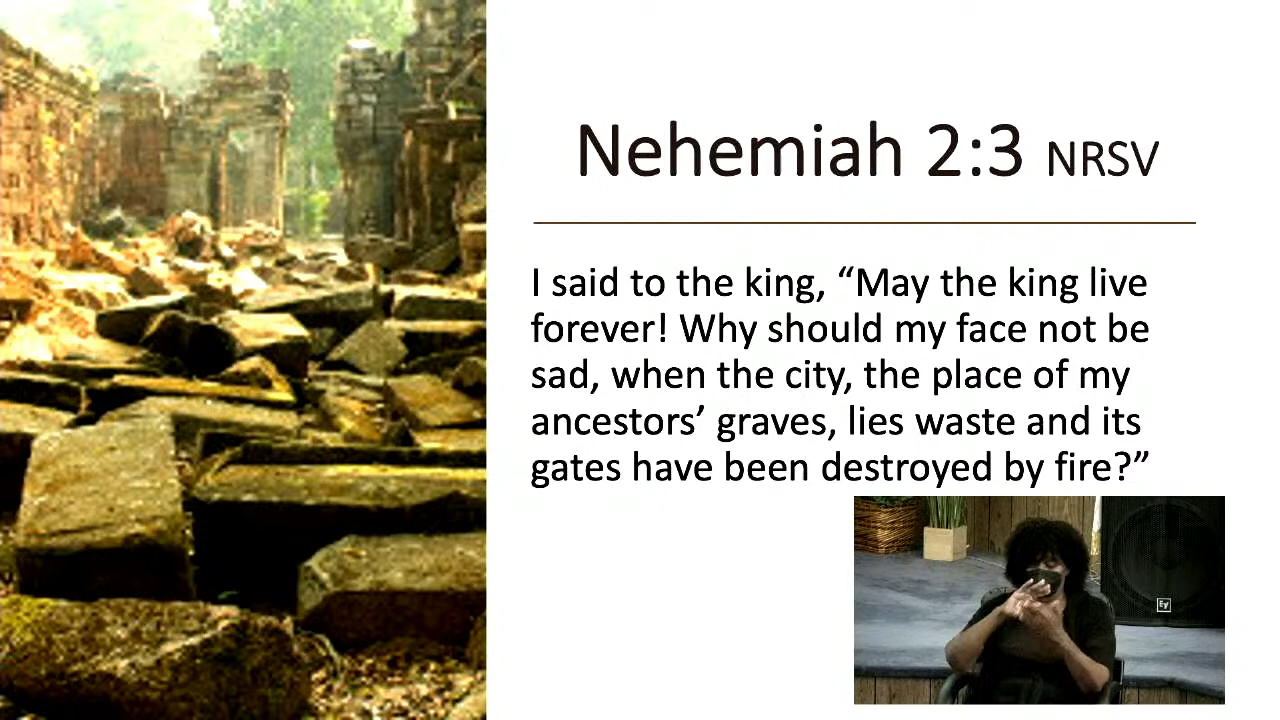 Nehemiah 2:3 NRSV
I said to the king, “May the king live
forever! Why should my face not be
sad, when the city, the place of my
ancestors’ graves, lies waste and its
gates have been destroyed by fire?”
EV